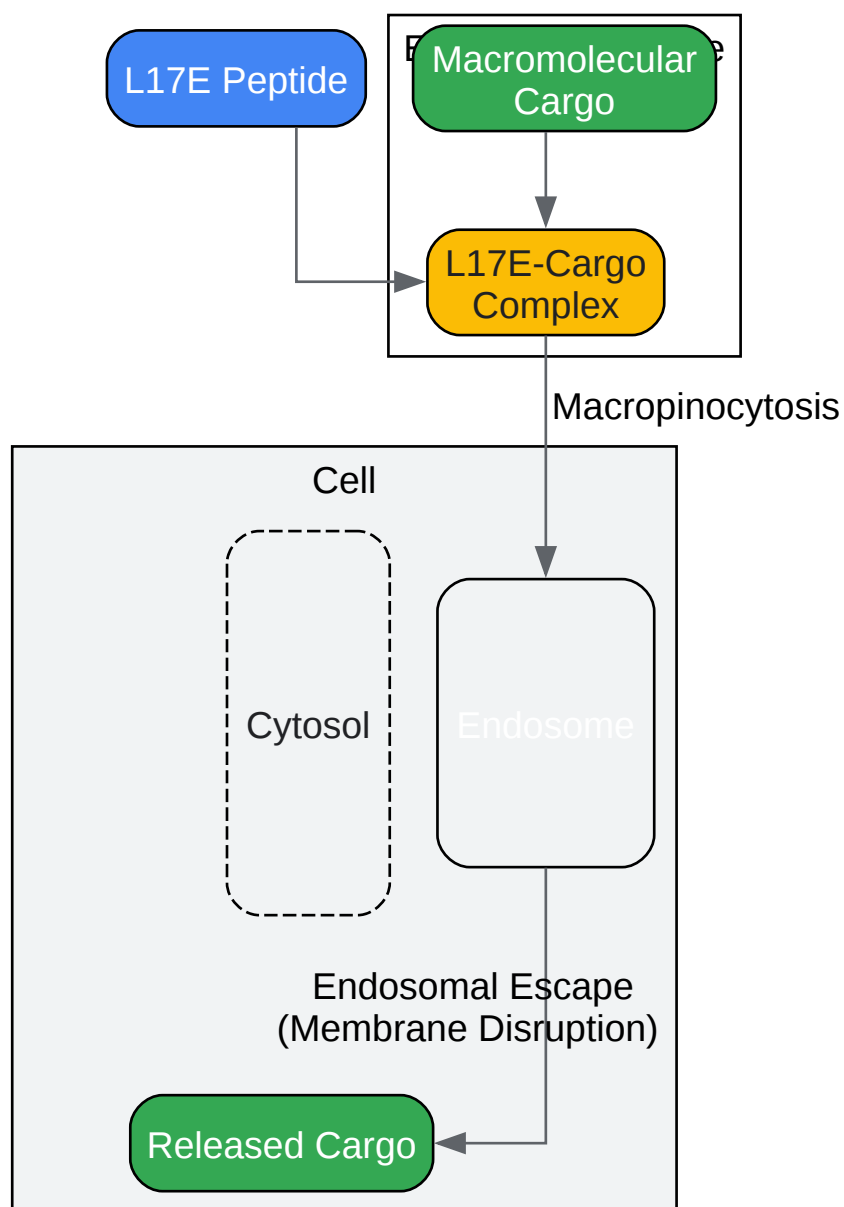 L17E Peptide
Macromolecular
Cargo
L17E-Cargo
Complex
Macropinocytosis
Cell
Cytosol
Endosome
Endosomal Escape
(Membrane Disruption)
Released Cargo